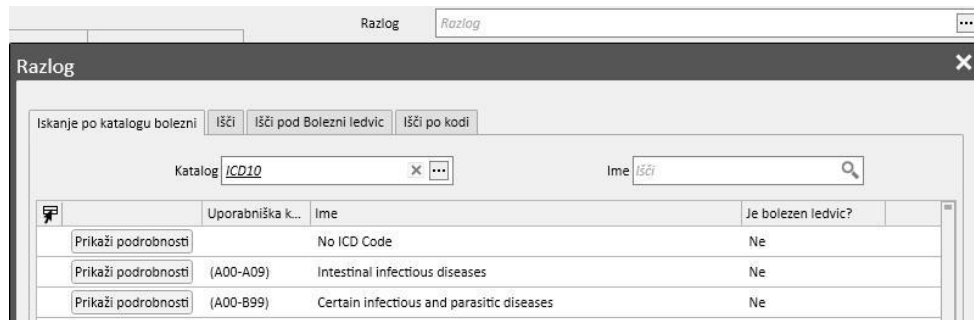 Razlog Razlog ...
Razlog
Iskanje po katalogu bolezni Išči Išči pod Bolezni ledvic Išči po kodi
Katalog ICD10 ... Ime Išči
Uporabniška k... Ime Je bolezen ledvic?
Prikaži podrobnosti No ICD Code Ne
Prikaži podrobnosti (A00-A09) Intestinal infectious diseases Ne
Prikaži podrobnosti (A00-B99) Certain infectious and parasitic diseases Ne